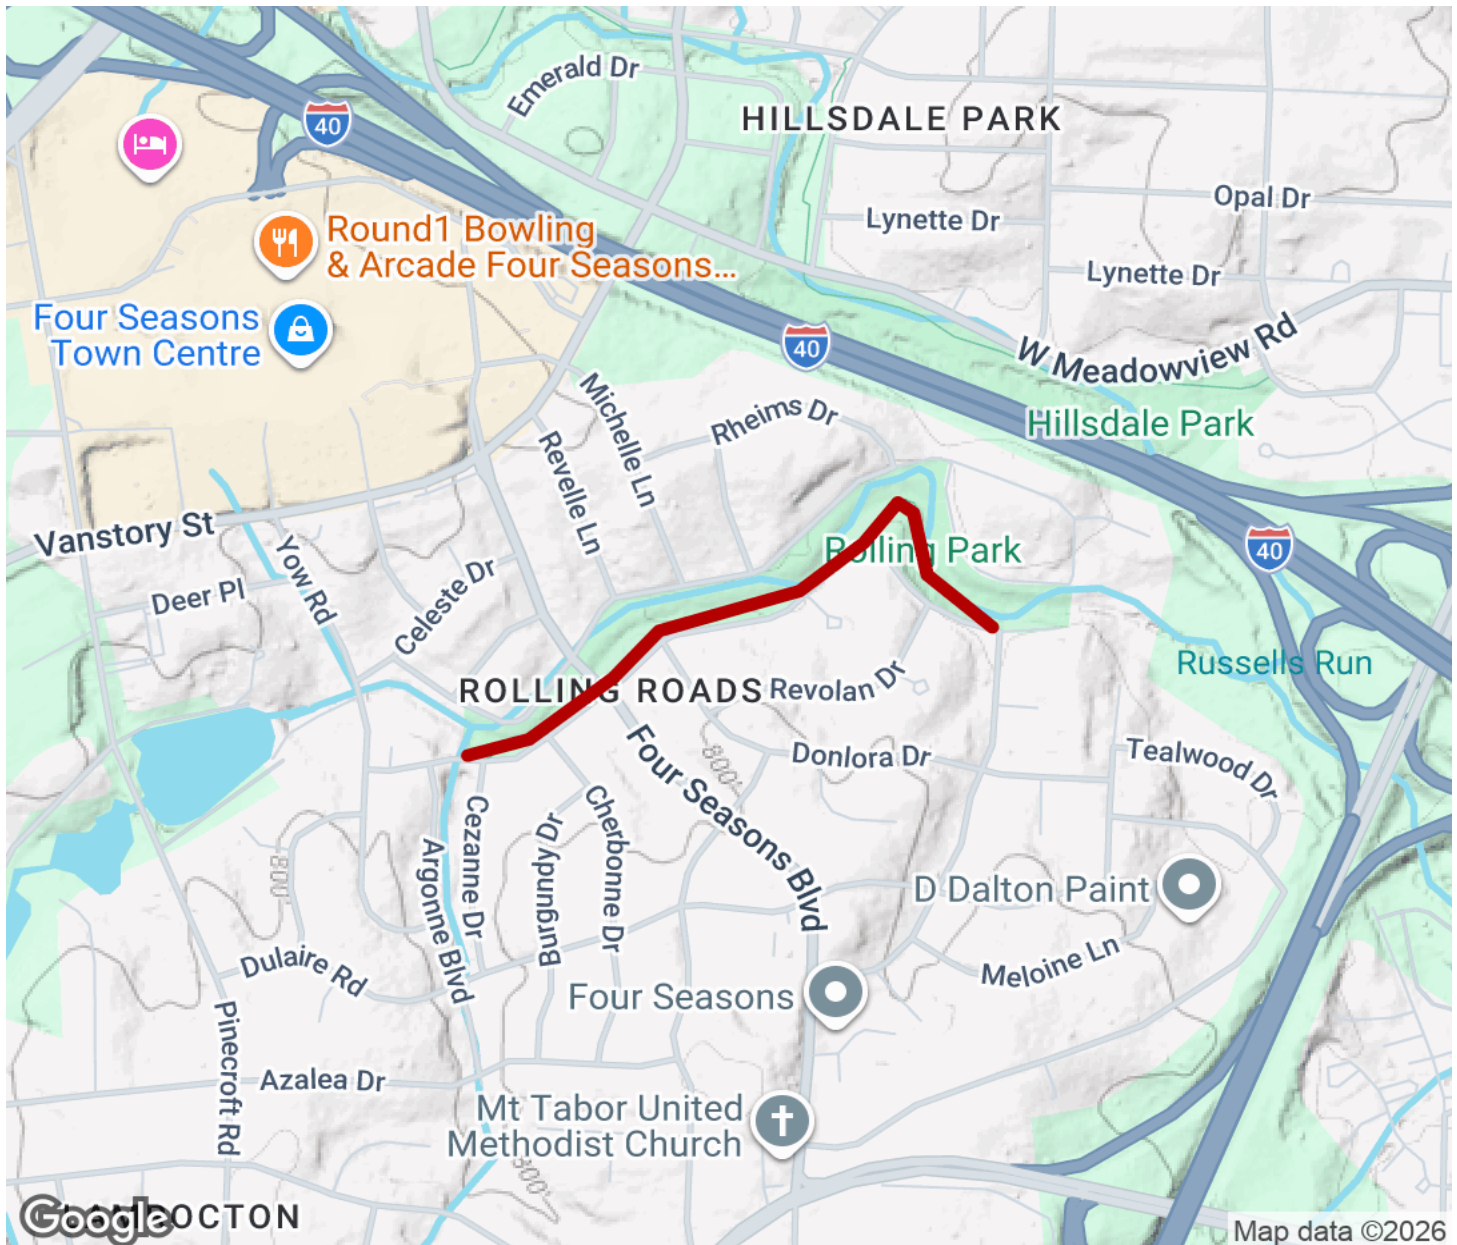 Emerald Dr
HILLSDALE PARK
40
Opal Dr
Lynette Dr
Round1 Bowling
& Arcade Four Seasons...
Lynette Dr
Four Seasons
Town Centre
40
W Meadowview Rd
Michelle Ln
Rheims Dr
Hillsdale Park
Revelle Ln
Vanstory St
40
Rolling Park
Yow Rd
Deer Pl
Celeste Dr
Russells Run
ROLLING ROADS
Revolan Dr
Four Seasons Blvd
800'
Donlora Dr
Tealwood Dr
Cezanne Dr
Cherbonne Dr
Burgundy Dr
Argonne Blvd
800'
D Dalton Paint
Dulaire Rd
Meloine Ln
Four Seasons
Pinecroft Rd
Azalea Dr
Mt Tabor United
Methodist Church
800'
Google
Map data ©2026